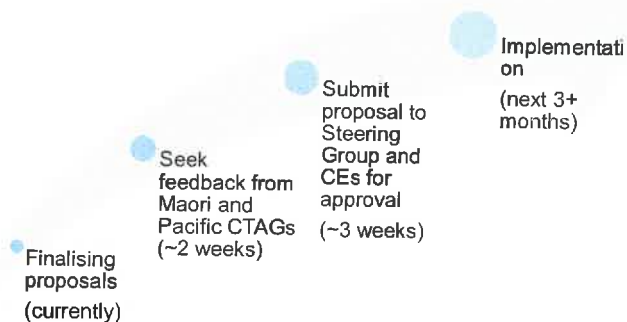 Finalising
proposals
(currently)
Seek
feedback from
Maori and
Pacific CTAGs
(~2 weeks)
Submit
proposal to
Steering
Group and
CEs for
approval
(~3 weeks)
Implementati
on
(next 3+
months)